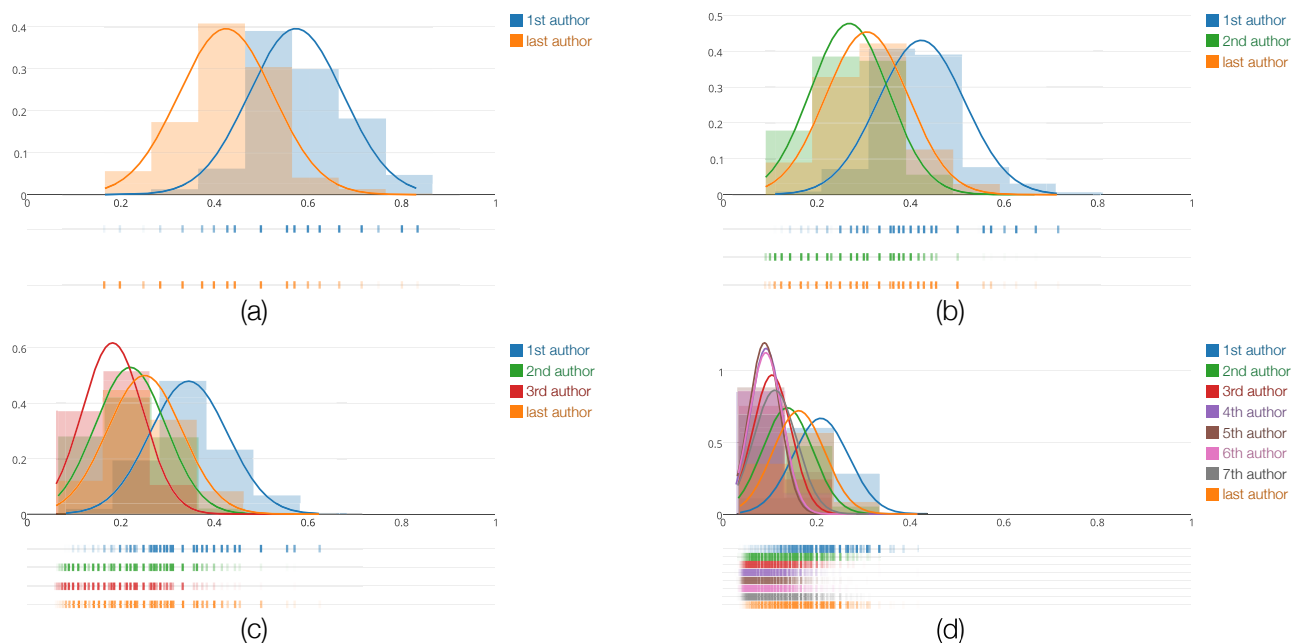 0.4
0.3
0.2
0.1
0
0 0.2 0.4 0.6 0.8 1
1st author
last author
(a)
0.5
0.4
0.3
0.2
0.1
0
0 0.2 0.4 0.6 0.8 1
1st author
2nd author
last author
(b)
0.6
0.4
0.2
0
0 0.2 0.4 0.6 0.8 1
1st author
2nd author
3rd author
last author
(c)
1
0.5
0
0 0.2 0.4 0.6 0.8 1
1st author
2nd author
3rd author
4th author
5th author
6th author
7th author
last author
(d)